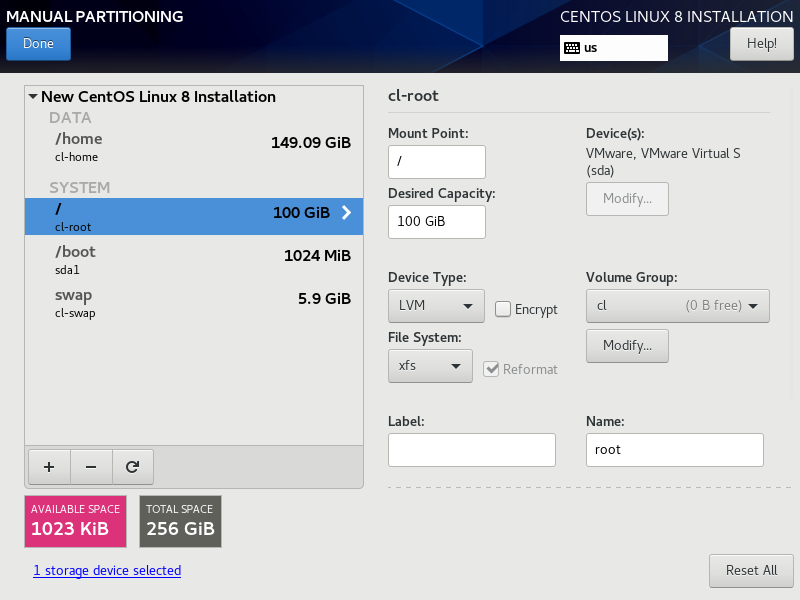 MANUAL PARTITIONING
CENTOS LINUX 8 INSTALLATION
Done
us
Help!
New CentOS Linux 8 Installation
DATA
/home 149.09 GiB
cl-home
SYSTEM
/ 100 GiB
cl-root
/boot 1024 MiB
sda1
swap 5.9 GiB
cl-swap
+ −
AVAILABLE SPACE
1023 KiB
TOTAL SPACE
256 GiB
1 storage device selected
cl-root
Mount Point:
/
Desired Capacity:
100 GiB
Device(s):
VMware, VMware Virtual S
(sda)
Modify...
Device Type:
LVM
Encrypt
Volume Group:
cl (0 B free)
File System:
xfs
Reformat
Modify...
Label:
Name:
root
Reset All